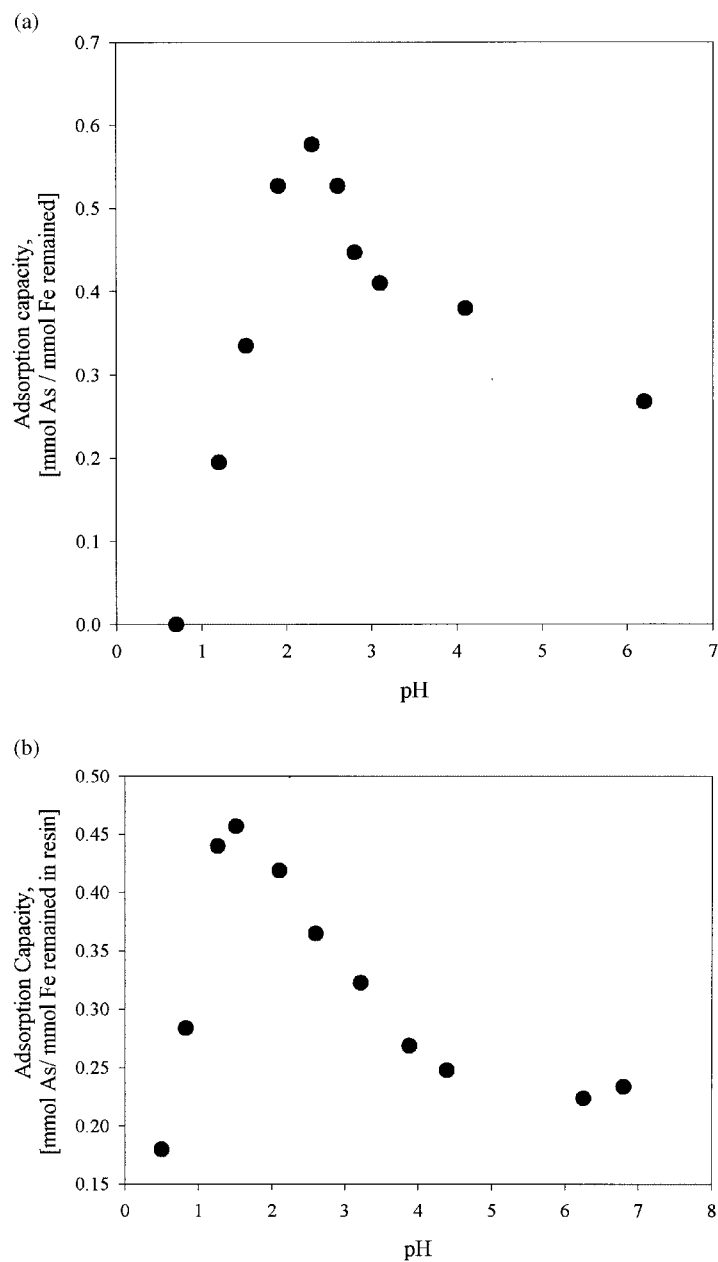 (a)
0.7
0.6
0.5
0.4
0.3
0.2
0.1
0.0
Adsorption capacity,
[mmol As / mmol Fe remained]
0 1 2 3 4 5 6 7
pH
(b)
0.50
0.45
0.40
0.35
0.30
0.25
0.20
0.15
Adsorption Capacity,
[mmol As/ mmol Fe remained in resin]
0 1 2 3 4 5 6 7 8
pH